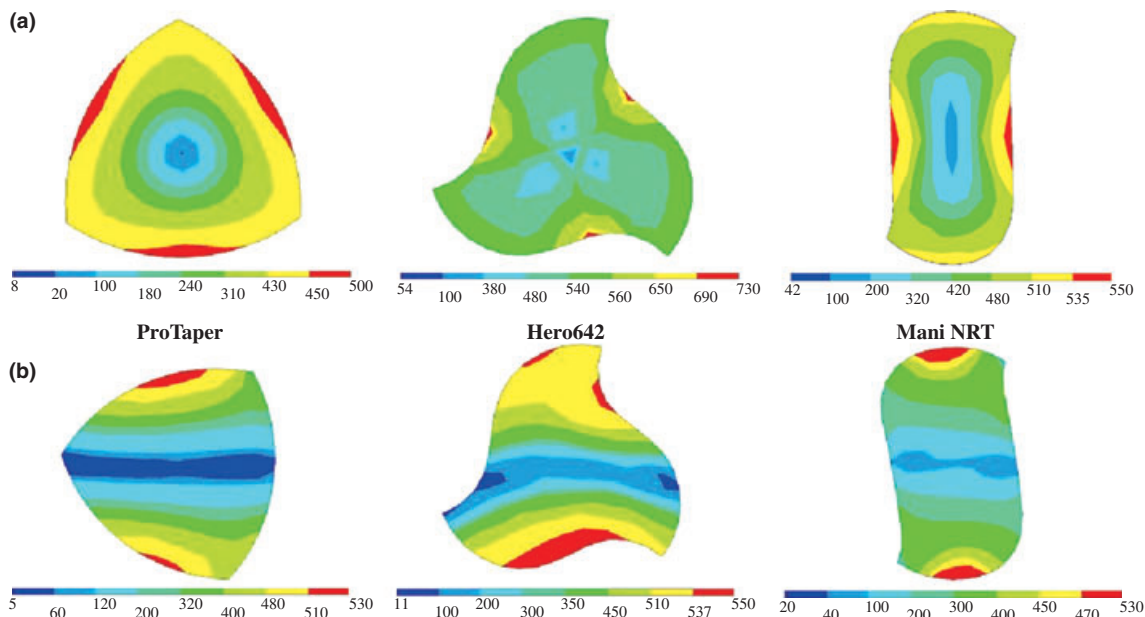 (a)
8 20 100 180 240 310 430 450 500
54 100 380 480 540 560 650 690 730
42 100 200 320 420 480 510 535 550
ProTaper Hero642 Mani NRT
(b)
5 60 120 200 320 400 480 510 530
11 100 200 300 350 450 510 537 550
20 40 100 200 300 400 450 470 530